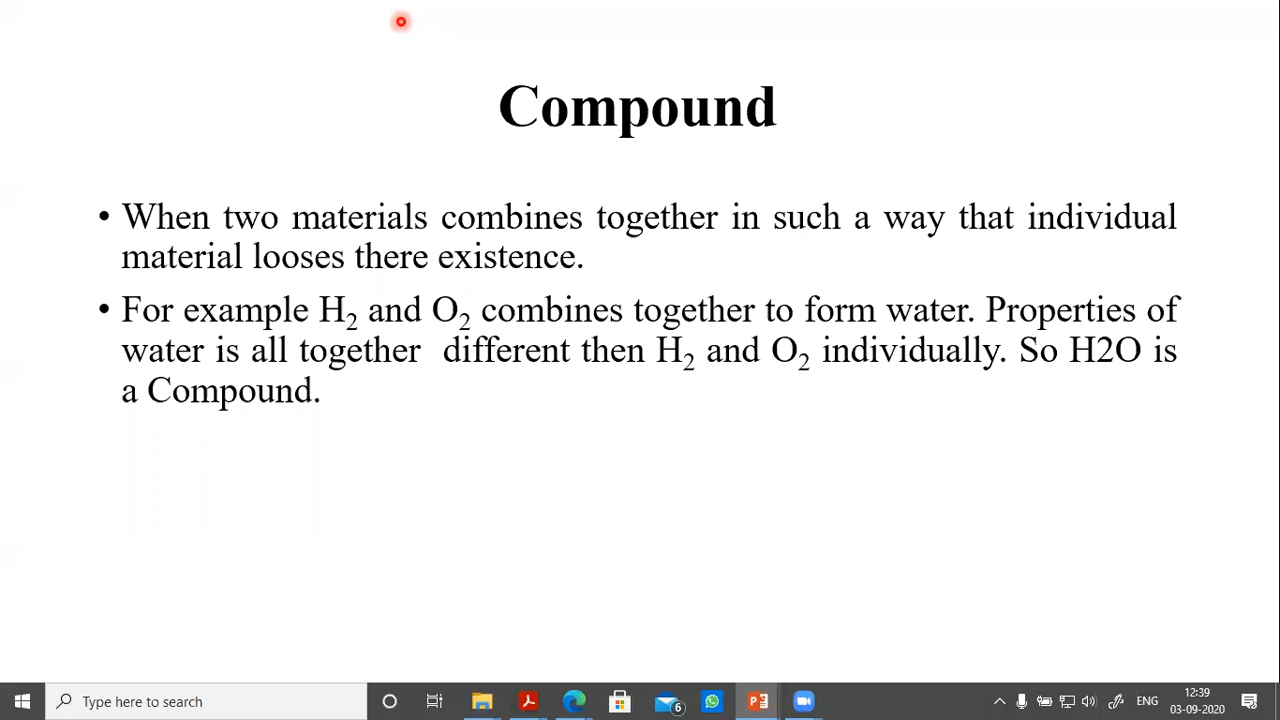 Compound
• When two materials combines together in such a way that individual
material looses there existence.
• For example H₂ and O₂ combines together to form water. Properties of
water is all together different then H₂ and O₂ individually. So H2O is
a Compound.
Type here to search
6
ENG
12:39
03-09-2020